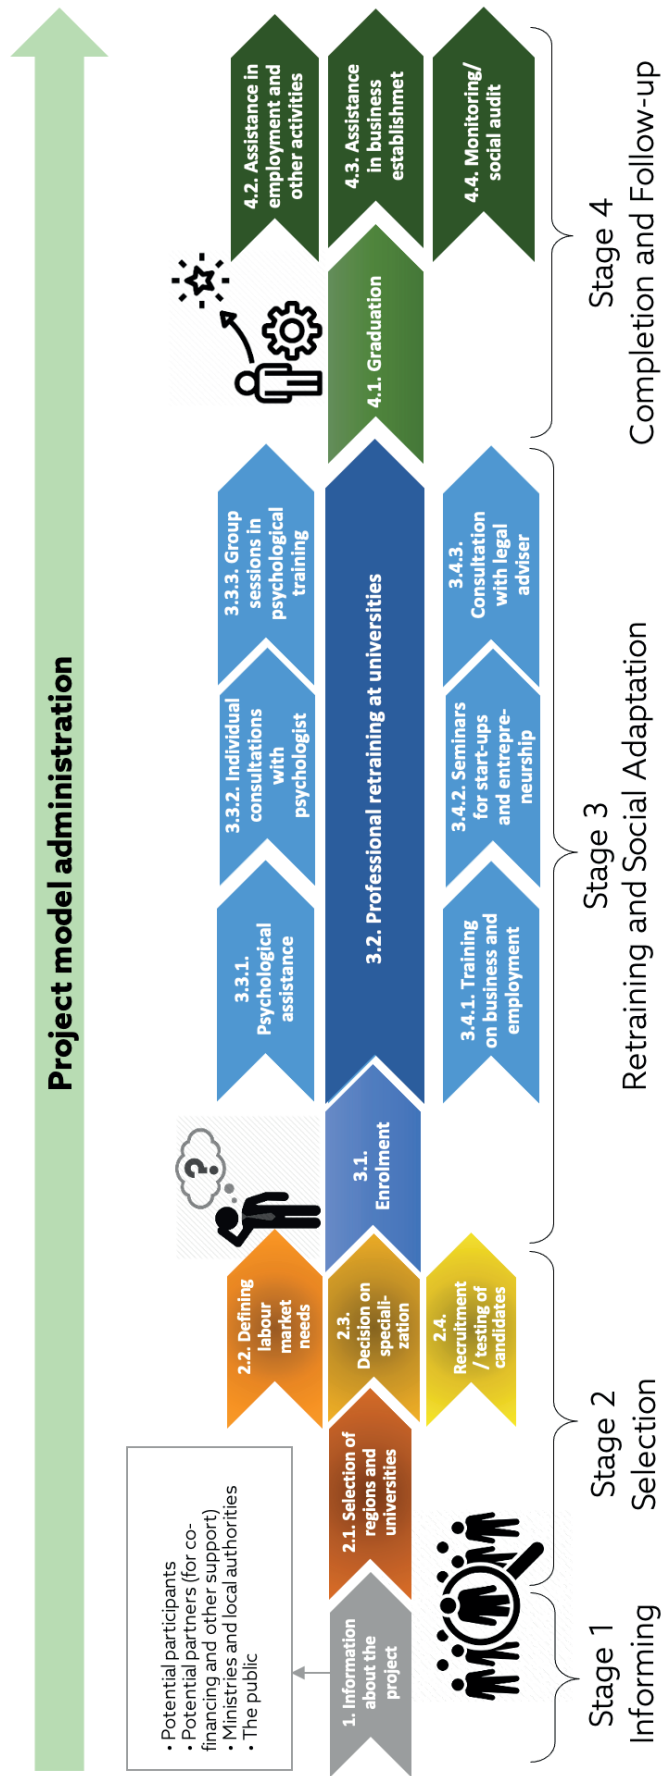 Project model administration
• Potential participants
• Potential partners (for co-
financing and other support)
• Ministries and local authorities
• The public
1. Information
about the
project
2.1. Selection of
regions and
universities
2.2. Defining
labour
market
needs
2.3.
Decision on
speciali-
zation
2.4.
Recruitment
/ testing of
candidates
?
3.1.
Enrolment
3.3.1.
Psychological
assistance
3.3.2. Individual
consultations
with
psychologist
3.3.3. Group
sessions in
psychological
training
3.2. Professional retraining at universities
3.4.1. Training
on business and
employment
3.4.2. Seminars
for start-ups
and entrepre-
neurship
3.4.3.
Consultation
with legal
adviser
4.1. Graduation
4.2. Assistance in
employment and
other activities
4.3. Assistance
in business
establishmet
4.4. Monitoring/
social audit
Stage 1
Informing
Stage 2
Selection
Stage 3
Retraining and Social Adaptation
Stage 4
Completion and Follow-up